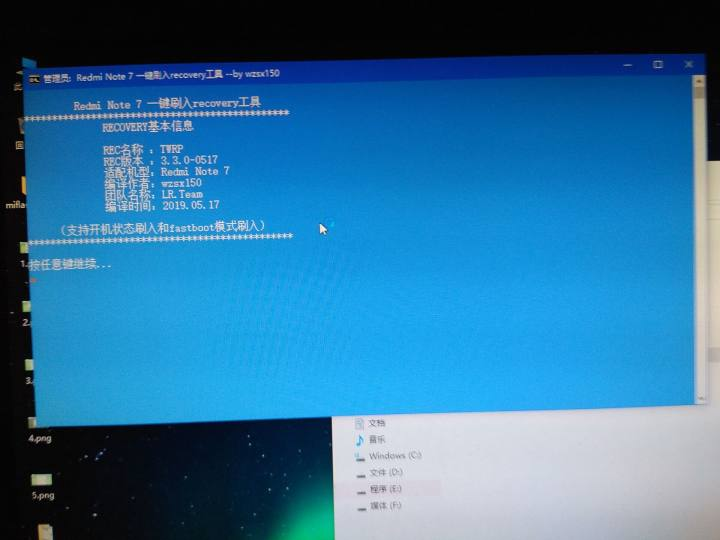 管理员: Redmi Note 7 一键刷入recovery工具 --by wzsx150
Redmi Note 7 一键刷入recovery工具
**********************************************
RECOVERY基本信息
REC名称 : TWRP
REC版本 : 3.3.0-0517
适配机型: Redmi Note 7
编译作者: wzsx150
团队名称: LR.Team
编译时间: 2019.05.17
(支持开机状态刷入和fastboot模式刷入)
**********************************************
按任意键继续...
此
回
mifla
1.
2.
3.
4.png
5.png
文档
音乐
Windows (C:)
文件 (D:)
程序 (E:)
媒体 (F:)